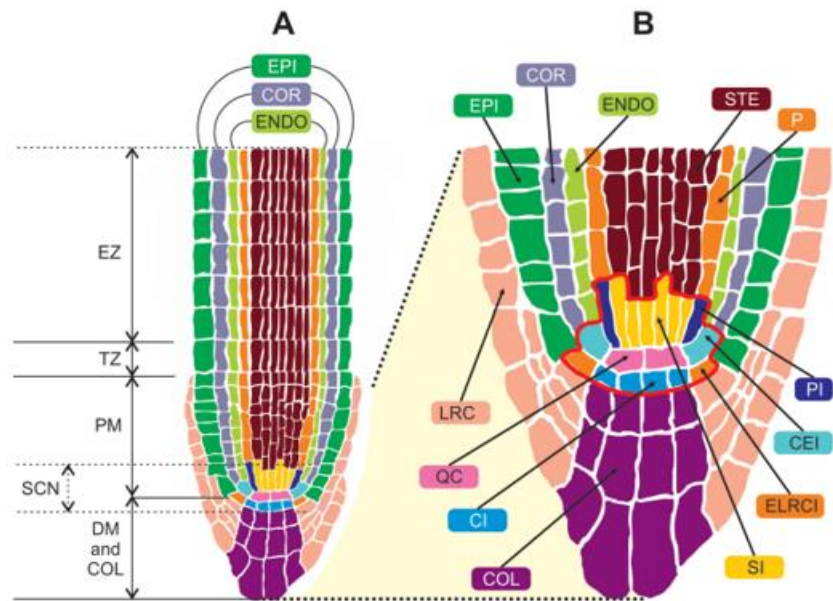 A
B
EPI
COR
ENDO
EZ
TZ
PM
SCN
DM
and
COL
EPI
COR
ENDO
STE
P
LRC
QC
CI
COL
PI
CEI
ELRCI
SI